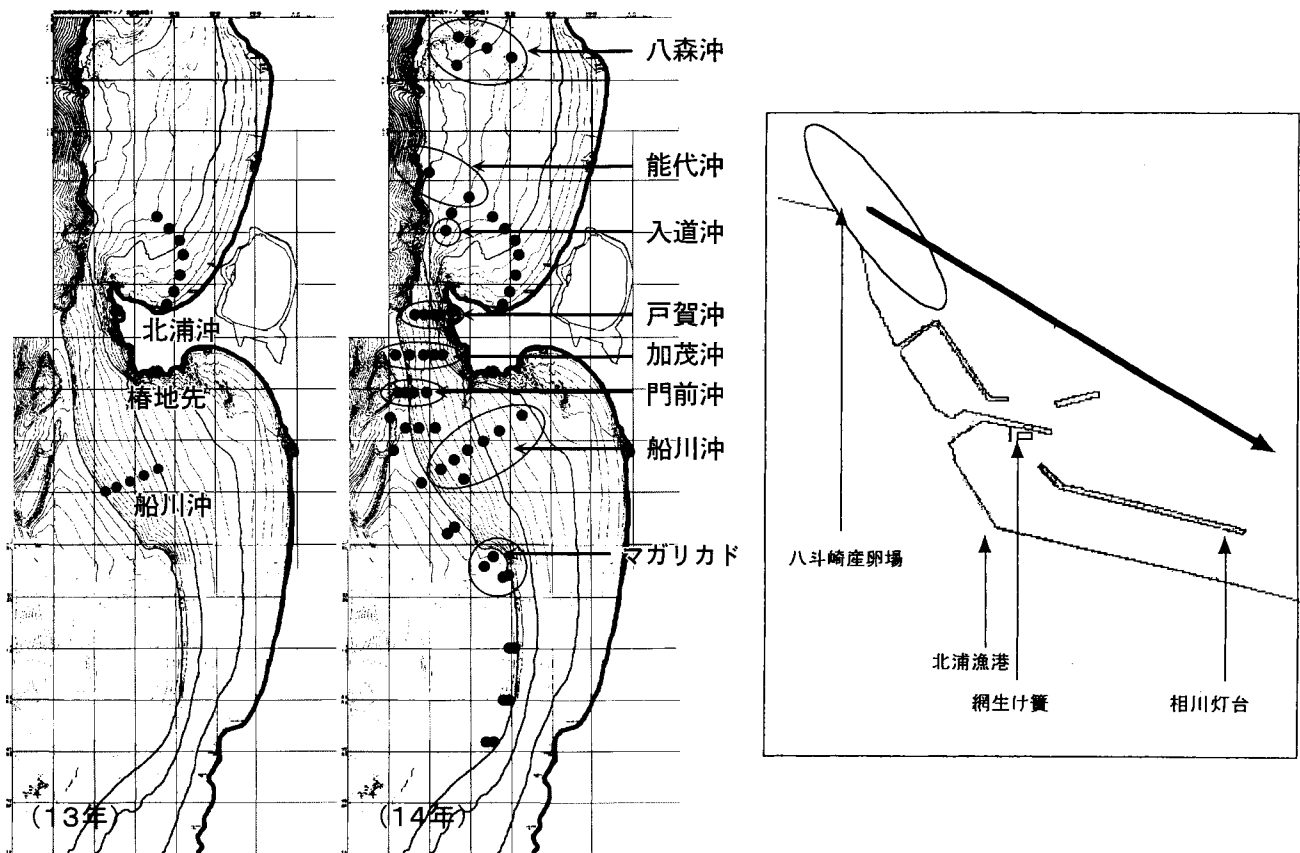 北浦沖
椿地先
船川沖
(13年)
八森沖
能代沖
入道沖
戸賀沖
加茂沖
門前沖
船川沖
マガリカド
(14年)
八斗崎産卵場
北浦漁港
網生け簀
相川灯台